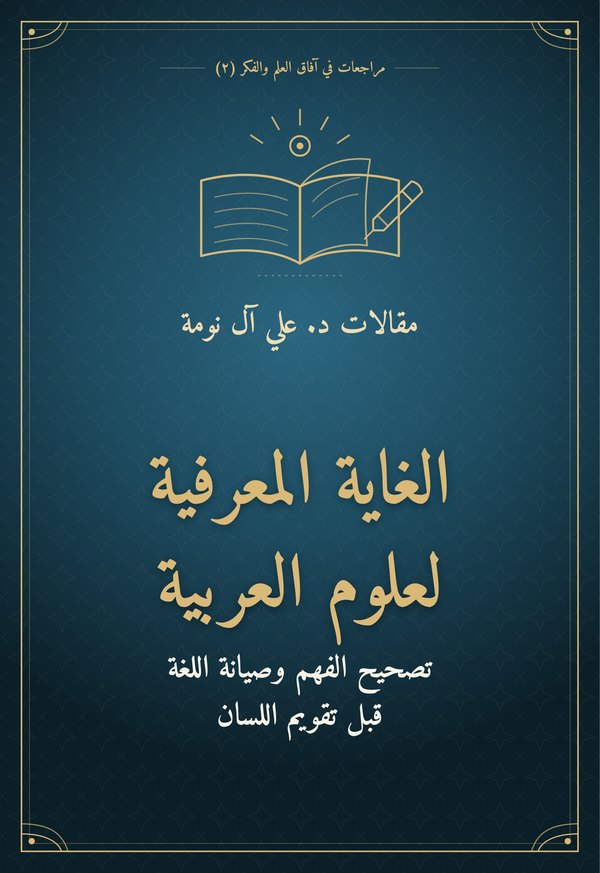 مراجعات في آفاق العلم والفكر (٢)
مقالات د. علي آل نومة
الغاية المعرفية
لعلوم العربية
تصحيح الفهم وصيانة اللغة
قبل تقويم اللسان